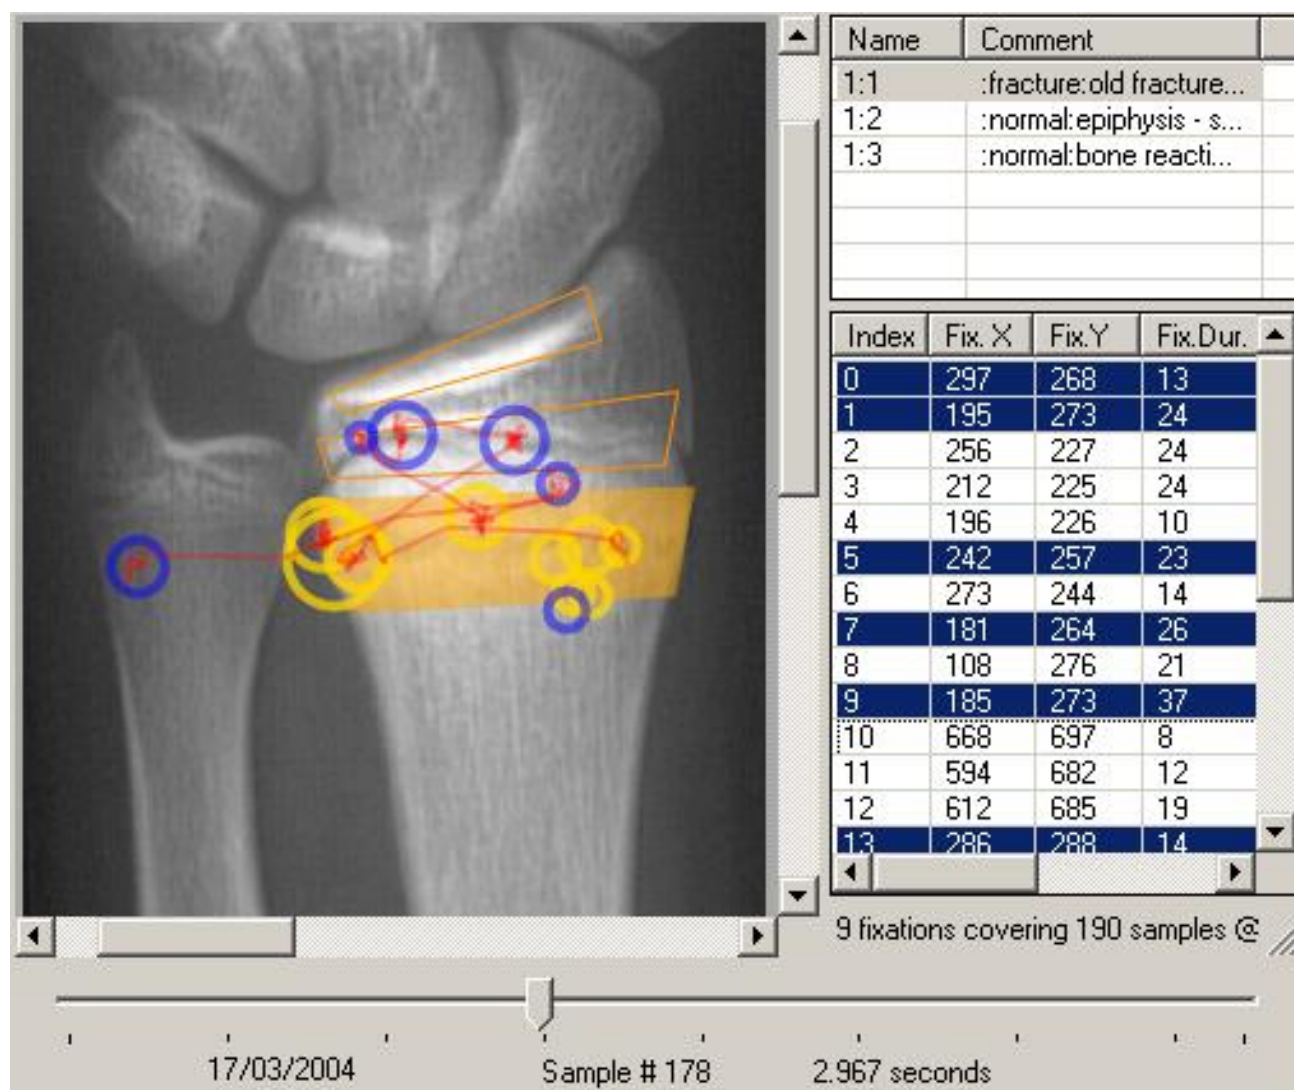 Name Comment
1:1 :fracture:old fracture...
1:2 :normal:epiphysis - s...
1:3 :normal:bone reacti...
Index Fix. X Fix.Y Fix.Dur.
0 297 268 13
1 195 273 24
2 256 227 24
3 212 225 24
4 196 226 10
5 242 257 23
6 273 244 14
7 181 264 26
8 108 276 21
9 185 273 37
10 668 697 8
11 594 682 12
12 612 685 19
13 286 288 14
9 fixations covering 190 samples @
17/03/2004 Sample # 178 2.967 seconds